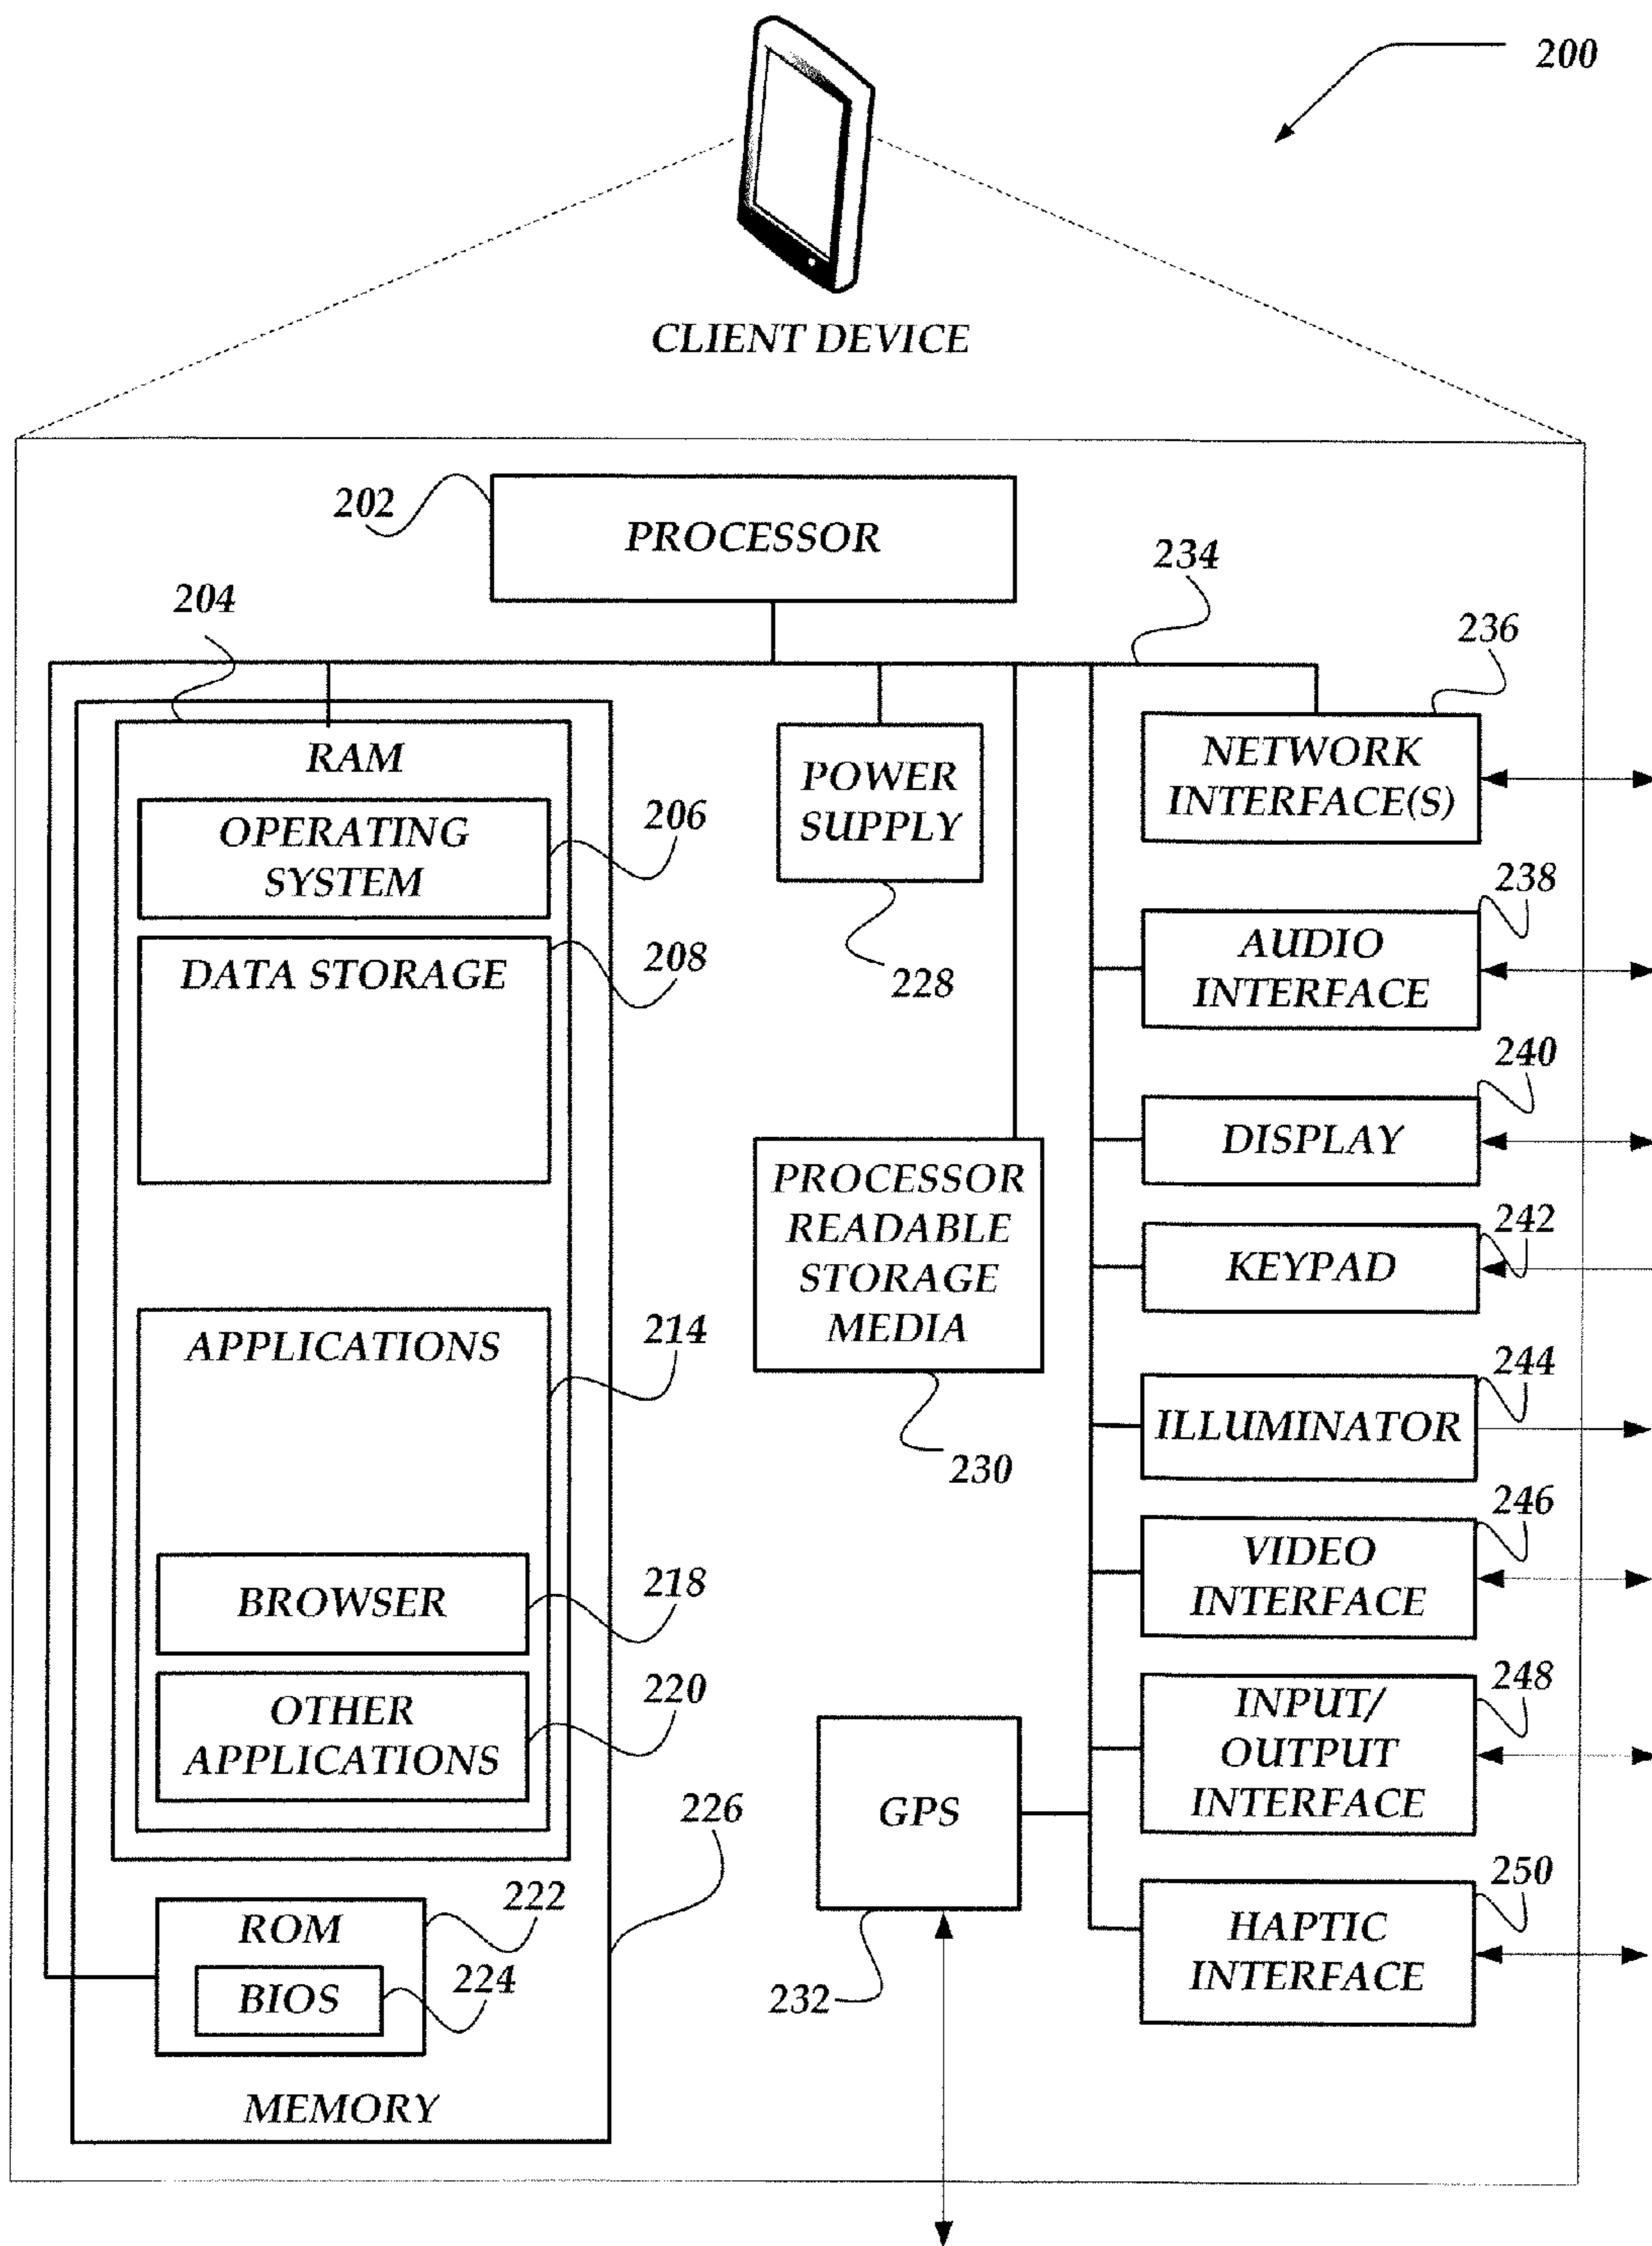 200
CLIENT DEVICE
202
PROCESSOR
234
204
236
RAM
NETWORK
INTERFACE(S)
POWER
SUPPLY
OPERATING
SYSTEM
206
238
DATA STORAGE
208
228
AUDIO
INTERFACE
240
DISPLAY
PROCESSOR
READABLE
STORAGE
MEDIA
242
KEYPAD
APPLICATIONS
214
244
ILLUMINATOR
230
246
VIDEO
INTERFACE
BROWSER
218
OTHER
APPLICATIONS
220
248
INPUT/
OUTPUT
INTERFACE
GPS
226
250
ROM
222
HAPTIC
INTERFACE
BIOS
224
232
MEMORY